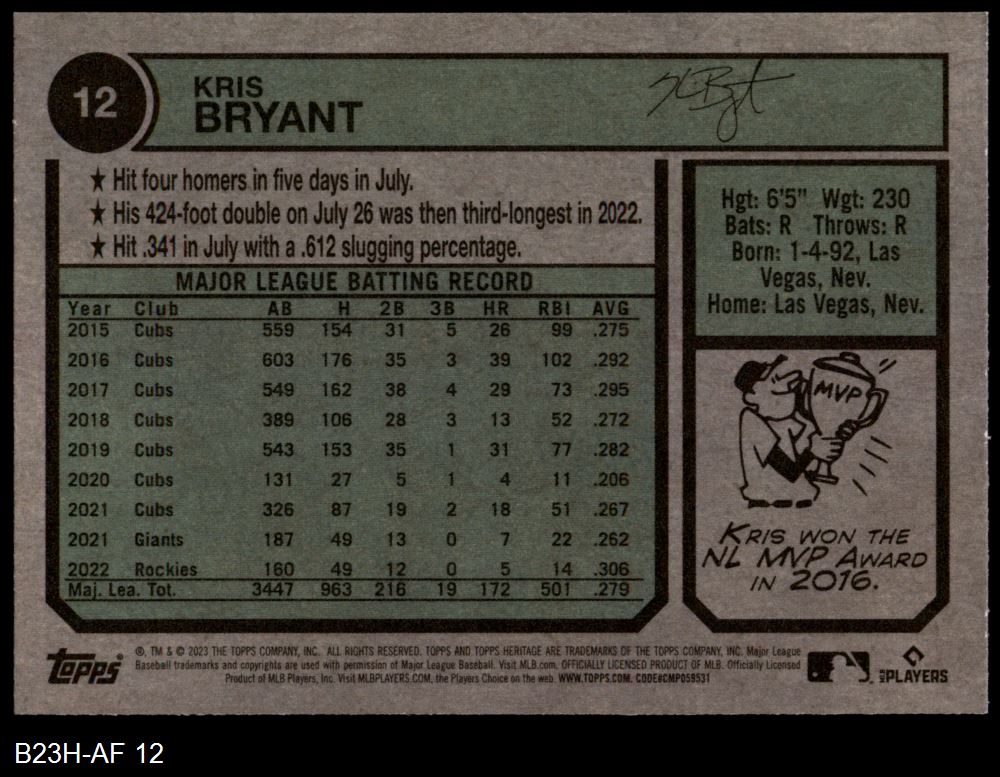 12
KRIS
BRYANT
★ Hit four homers in five days in July.
★ His 424-foot double on July 26 was then third-longest in 2022.
★ Hit .341 in July with a .612 slugging percentage.
MAJOR LEAGUE BATTING RECORD
Year Club AB H 2B 3B HR RBI AVG
2015 Cubs 559 154 31 5 26 99 .275
2016 Cubs 603 176 35 3 39 102 .292
2017 Cubs 549 162 38 4 29 73 .295
2018 Cubs 389 106 28 3 13 52 .272
2019 Cubs 543 153 35 1 31 77 .282
2020 Cubs 131 27 5 1 4 11 .206
2021 Cubs 326 87 19 2 18 51 .267
2021 Giants 187 49 13 0 7 22 .262
2022 Rockies 160 49 12 0 5 14 .306
Maj. Lea. Tot. 3447 963 216 19 172 501 .279
Hgt: 6'5" Wgt: 230
Bats: R Throws: R
Born: 1-4-92, Las
Vegas, Nev.
Home: Las Vegas, Nev.
MVP
KRIS WON THE
NL MVP AWARD
IN 2016.
Topps
®, TM & © 2023 THE TOPPS COMPANY, INC. ALL RIGHTS RESERVED. TOPPS AND TOPPS HERITAGE ARE TRADEMARKS OF THE TOPPS COMPANY, INC. Major League
Baseball trademarks and copyrights are used with permission of Major League Baseball. Visit MLB.com. OFFICIALLY LICENSED PRODUCT OF MLB. Officially Licensed
Product of MLB Players, Inc. Visit MLBPLAYERS.COM, the Players Choice on the web. WWW.TOPPS.COM. CODE#CMP059531
MLB PLAYERS
B23H-AF 12